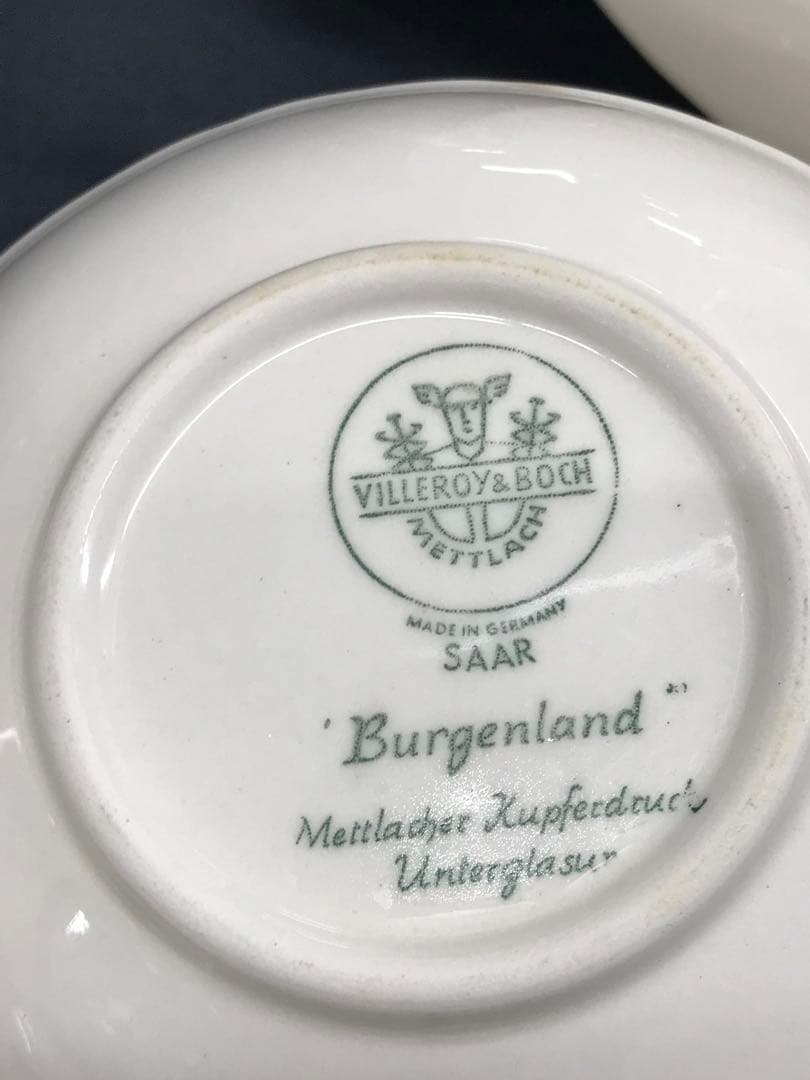 VILLEROY & BOCH
METTLACH
MADE IN GERMANY
SAAR
"Burgenland"
Mettlacher Kupferdruck
Unterglasur